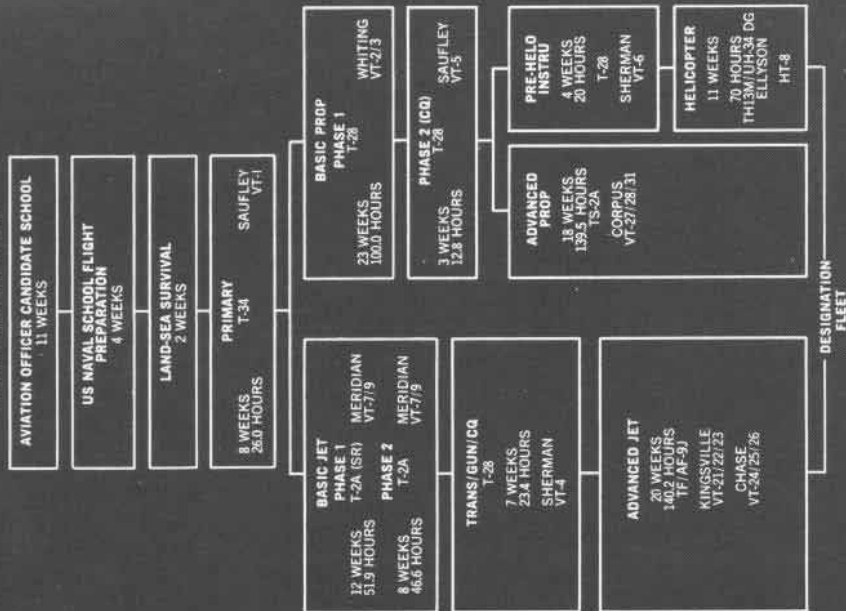 AVIATION OFFICER CANDIDATE SCHOOL
11 WEEKS
US NAVAL SCHOOL FLIGHT
PREPARATION
4 WEEKS
LAND-SEA SURVIVAL
2 WEEKS
PRIMARY
8 WEEKS T-34 SAUFLEY
26.0 HOURS VT-1
BASIC JET
PHASE 1
12 WEEKS T-2A (SR) MERIDIAN
51.9 HOURS VT-7/9
PHASE 2
8 WEEKS T-2A MERIDIAN
46.6 HOURS VT-7/9
TRANS/GUN/CQ
T-28
7 WEEKS
23.4 HOURS
SHERMAN
VT-4
ADVANCED JET
20 WEEKS
140.2 HOURS
TF/AF-9J
KINGSVILLE
VT-21/22/23
CHASE
VT-24/25/26
BASIC PROP
PHASE 1
23 WEEKS T-28 WHITING
100.0 HOURS VT-2/3
PHASE 2 (CQ)
3 WEEKS T-28 SAUFLEY
12.8 HOURS VT-5
ADVANCED
PROP
18 WEEKS
139.5 HOURS
TS-2A
CORPUS
VT-27/28/31
PRE-HELO
INSTRU
4 WEEKS
20 HOURS
T-28
SHERMAN
VT-6
HELICOPTER
11 WEEKS
70 HOURS
TH13M/UH-34 DG
ELLYSON
HT-8
DESIGNATION
FLEET